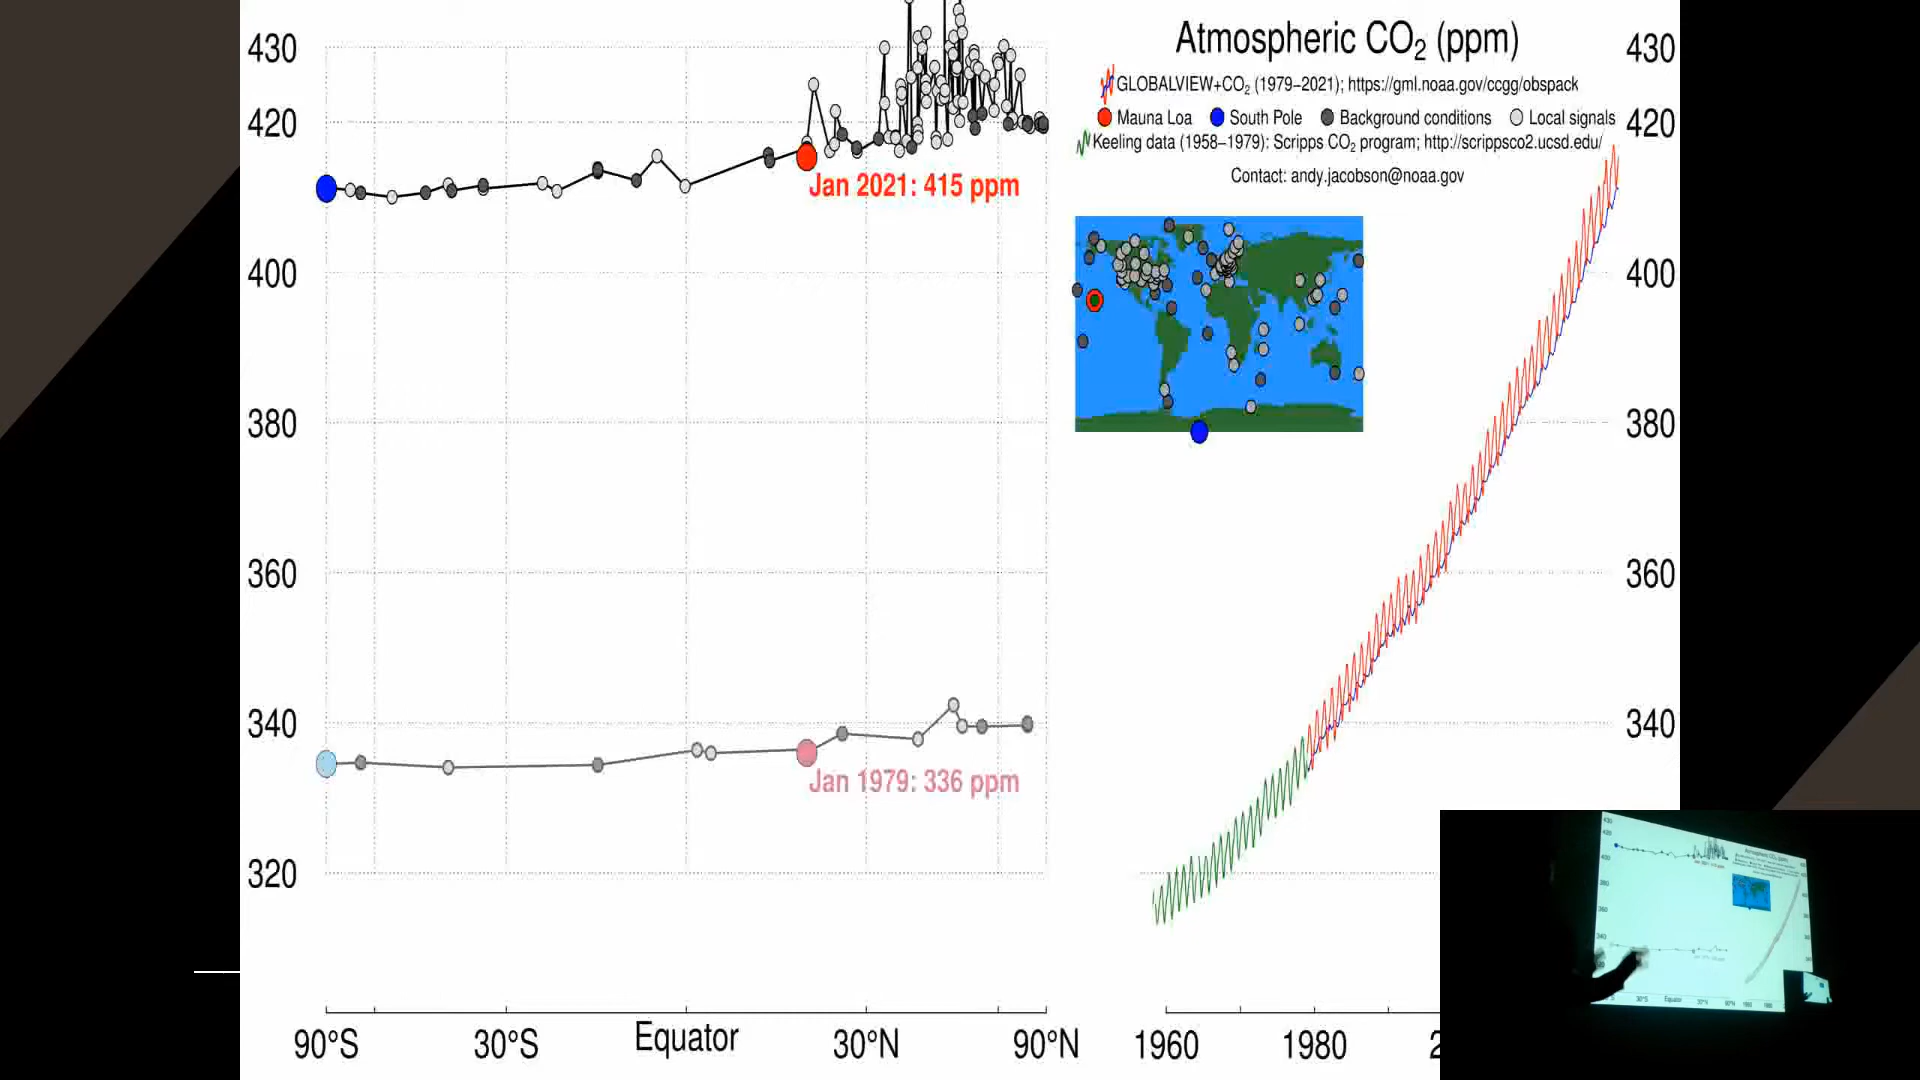 430
420
400
380
360
340
320
Jan 2021: 415 ppm
Jan 1979: 336 ppm
90°S
30°S
Equator
30°N
90°N
Atmospheric CO2 (ppm)
GLOBALVIEW+CO2 (1979–2021); https://gml.noaa.gov/ccgg/obspack
Mauna Loa
South Pole
Background conditions
Local signals
Keeling data (1958–1979): Scripps CO2 program; http://scrippsco2.ucsd.edu/
Contact: andy.jacobson@noaa.gov
430
420
400
380
360
340
1960
1980